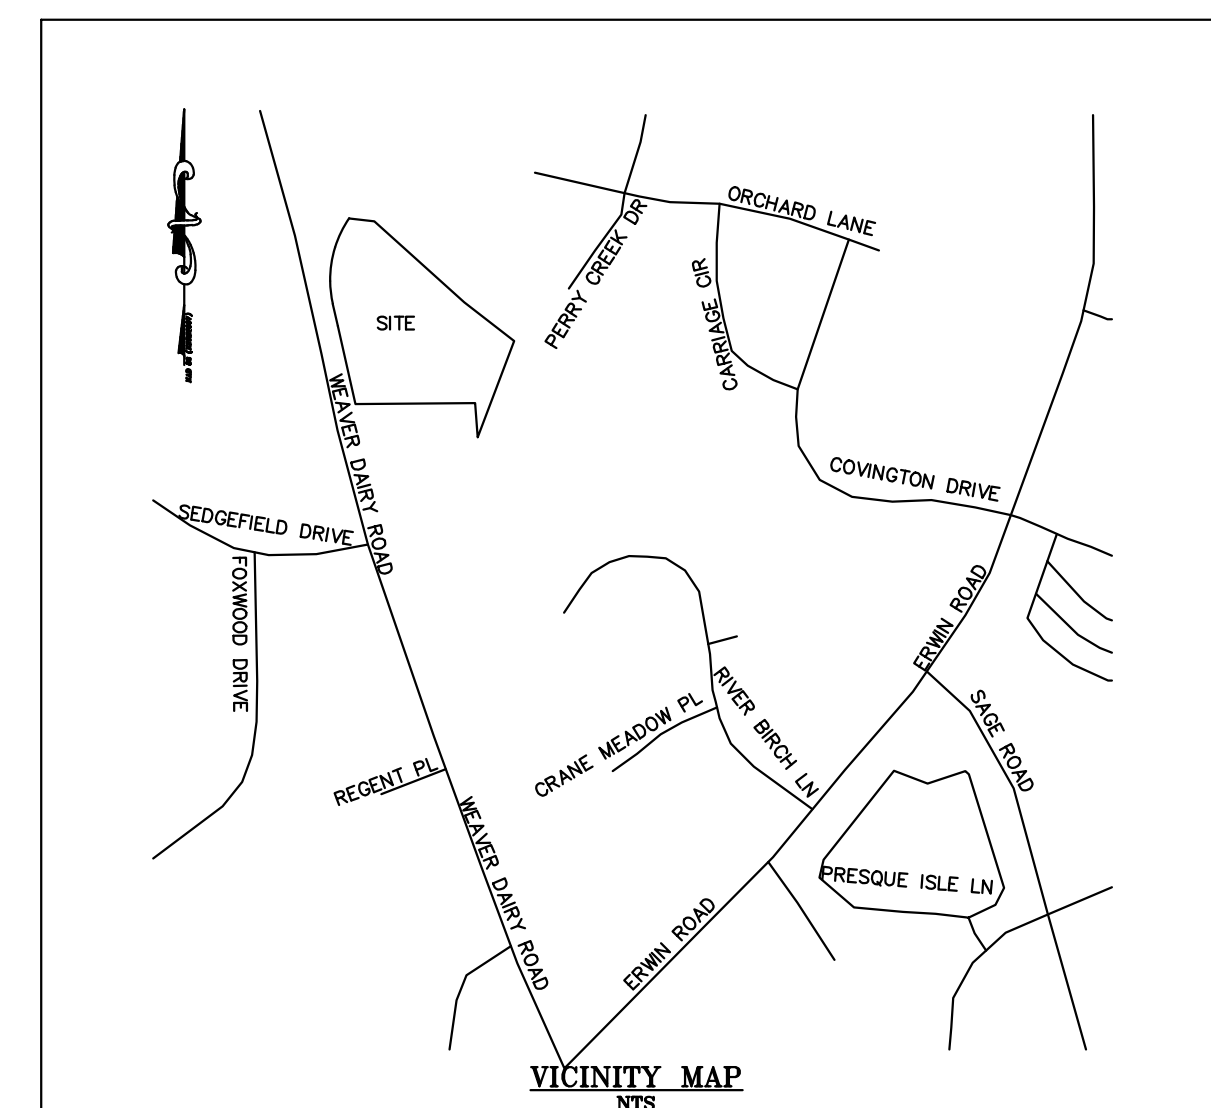 ORCHARD LANE
PERRY CREEK DR
CARRIAGE CIR
SITE
WEAVER DAIRY ROAD
COVINGTON DRIVE
SEDGEFIELD DRIVE
FOXWOOD DRIVE
ERWIN ROAD
RIVER BIRCH LN
CRANE MEADOW PL
SAGE ROAD
REGENT PL
WEAVER DAIRY ROAD
PRESQUE ISLE LN
ERWIN ROAD
VICINITY MAP
NTS